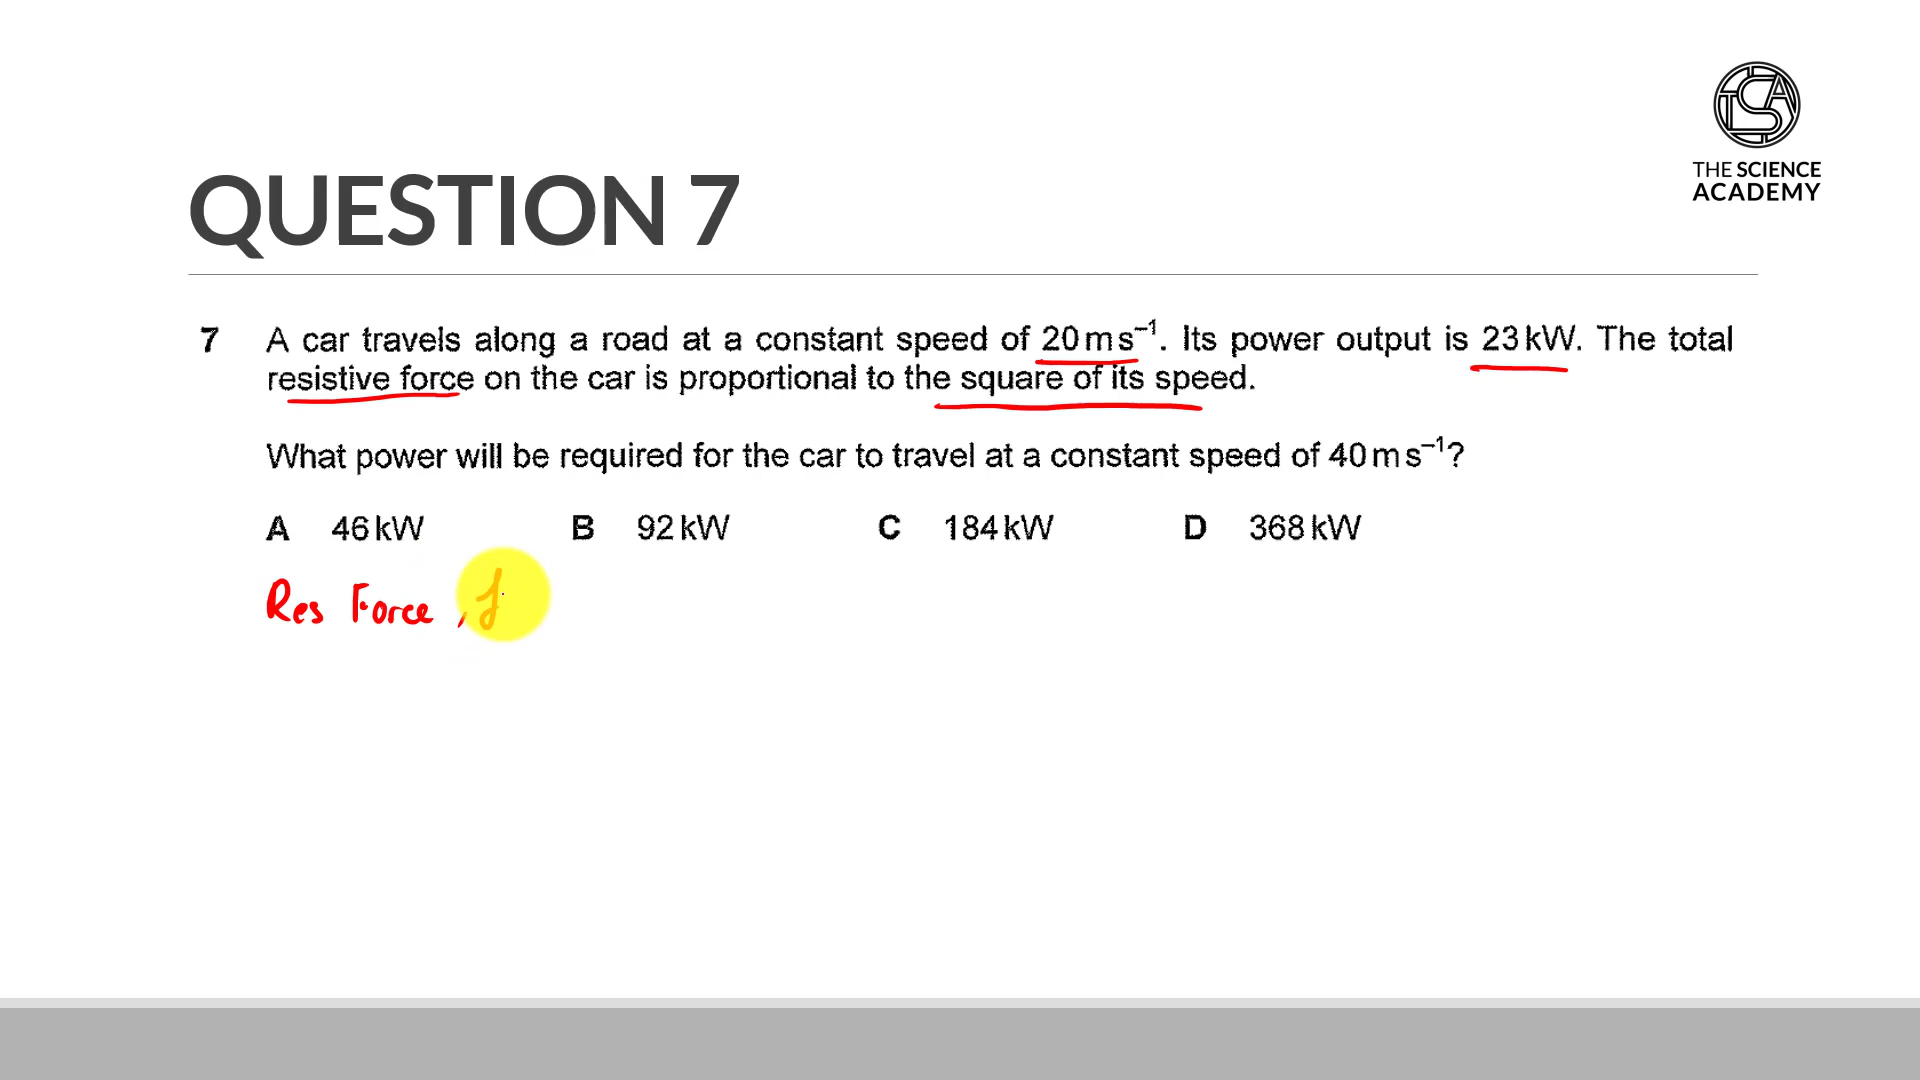 THE SCIENCE
ACADEMY
QUESTION 7
7 A car travels along a road at a constant speed of 20 m s⁻¹. Its power output is 23 kW. The total
resistive force on the car is proportional to the square of its speed.
What power will be required for the car to travel at a constant speed of 40 m s⁻¹?
A 46 kW B 92 kW C 184 kW D 368 kW
Res Force , f